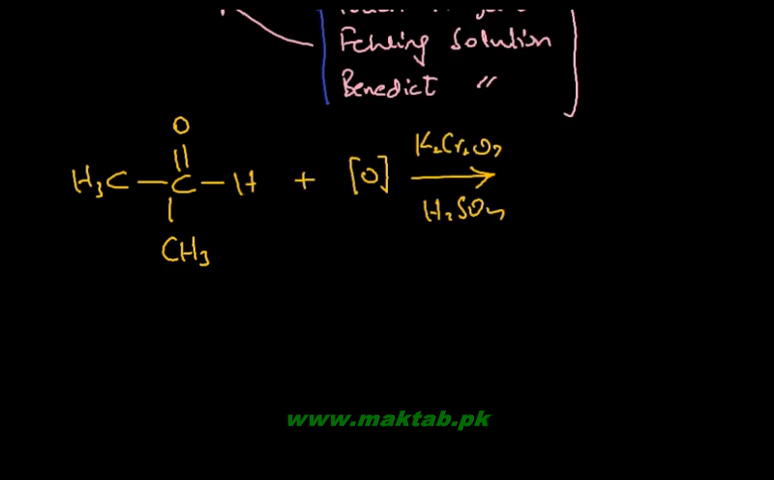 Fehling Solution
Benedict "
O
K₂Cr₂O₇
H₃C — C — H + [O] →
H₂SO₄
CH₃
www.maktab.pk